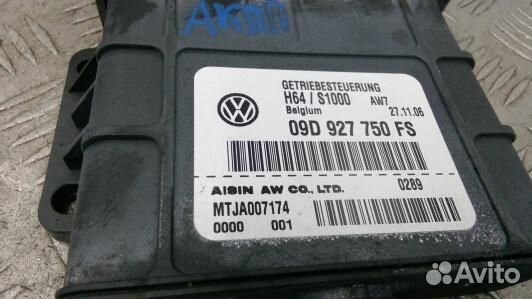 GETRIEBESTEUERUNG
H64 / S1000 AW7
Belgium 27.11.06
09D 927 750 FS
AISIN AW CO., LTD. 0289
MTJA007174
0000 001
Avito